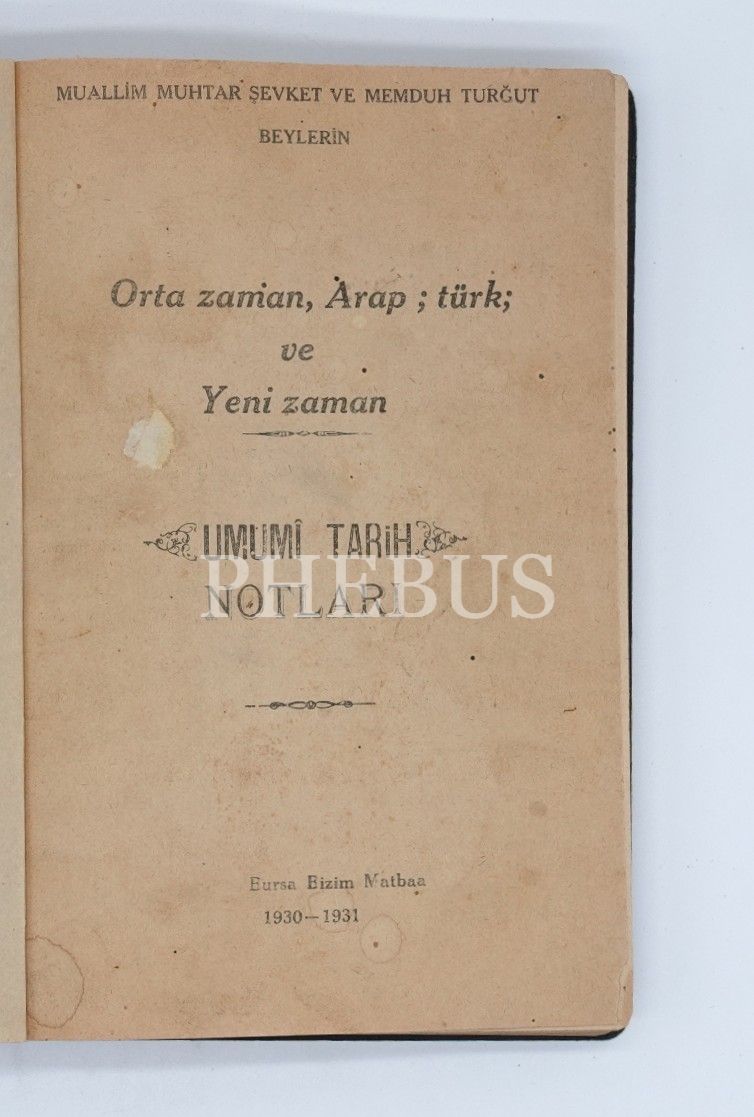 MUALLİM MUHTAR ŞEVKET VE MEMDUH TURĞUT
BEYLERİN
Orta zaman, Arap ; türk;
ve
Yeni zaman
UMUMÎ TARİH
NOTLARI
PHEBUS
Bursa Bizim Matbaa
1930—1931